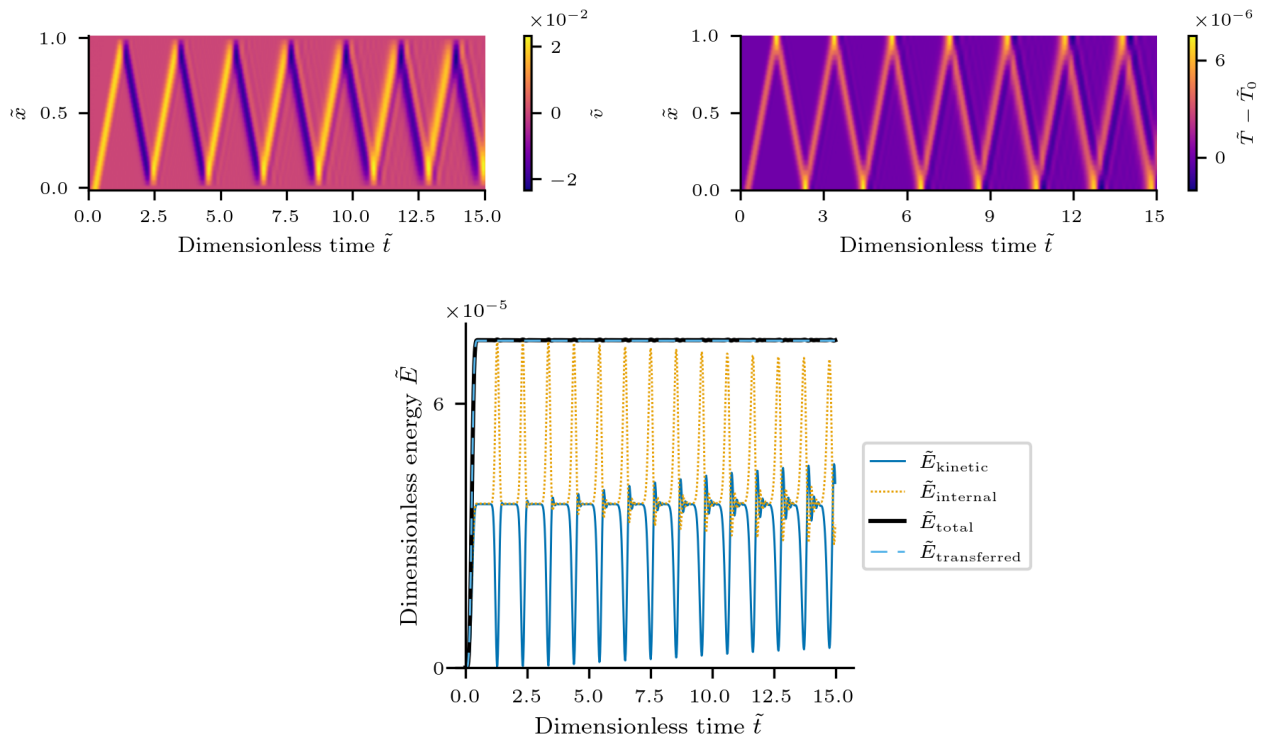 ×10⁻²
1.0
0.5
0.0
x̃
0.0 2.5 5.0 7.5 10.0 12.5 15.0
Dimensionless time t̃
2
0
−2
ṽ
×10⁻⁶
1.0
0.5
0.0
x̃
0 3 6 9 12 15
Dimensionless time t̃
6
0
T̃ − T̃₀
×10⁻⁵
6
0
Dimensionless energy Ẽ
0.0 2.5 5.0 7.5 10.0 12.5 15.0
Dimensionless time t̃
Ẽkinetic
Ẽinternal
Ẽtotal
Ẽtransferred